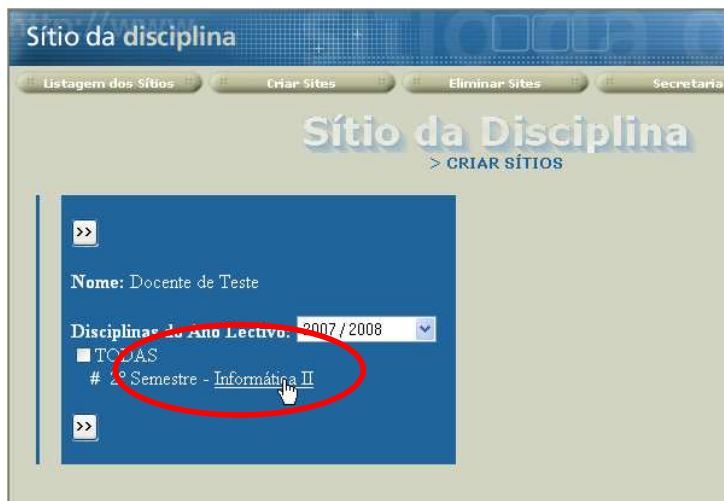 Sítio da disciplina
Listagem dos Sítios
Criar Sites
Eliminar Sites
Secretaria
Sítio da Disciplina
> CRIAR SÍTIOS
>>
Nome: Docente de Teste
Disciplinas do Ano Lectivo: 2007 / 2008
TODAS
# 2º Semestre - Informática II
>>